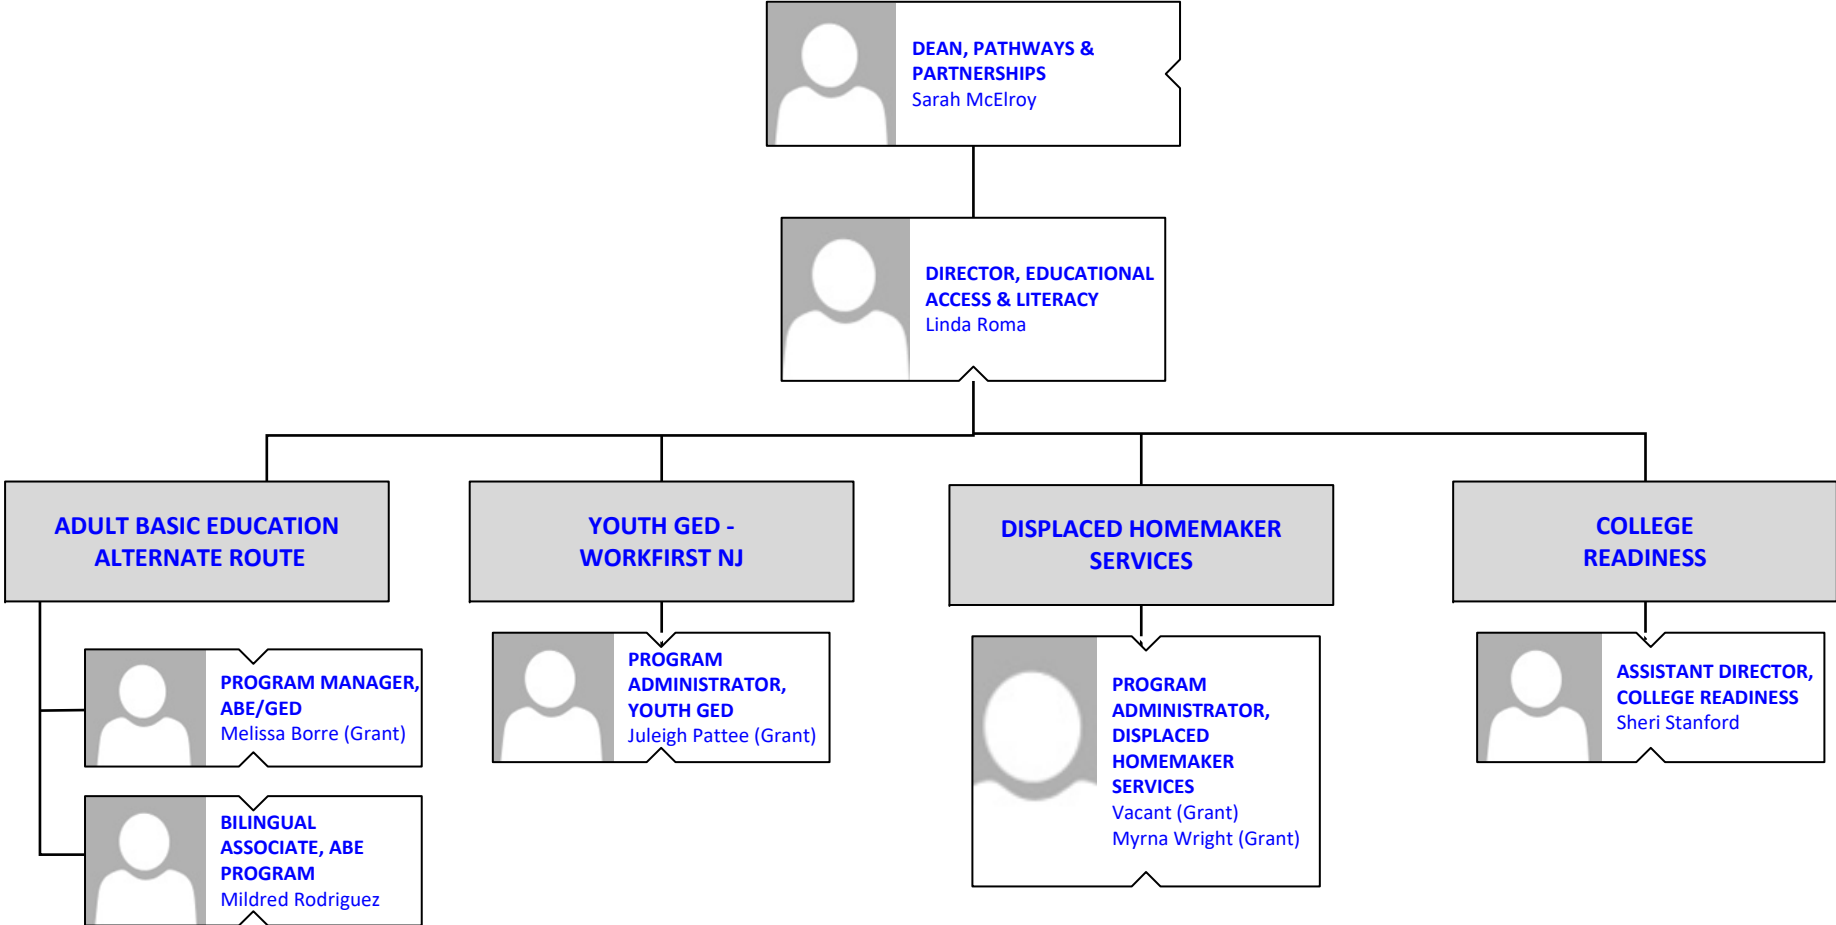 DEAN, PATHWAYS &
PARTNERSHIPS
Sarah McElroy
DIRECTOR, EDUCATIONAL
ACCESS & LITERACY
Linda Roma
ADULT BASIC EDUCATION
ALTERNATE ROUTE
YOUTH GED -
WORKFIRST NJ
DISPLACED HOMEMAKER
SERVICES
COLLEGE
READINESS
PROGRAM MANAGER,
ABE/GED
Melissa Borre (Grant)
BILINGUAL
ASSOCIATE, ABE
PROGRAM
Mildred Rodriguez
PROGRAM
ADMINISTRATOR,
YOUTH GED
Juleigh Pattee (Grant)
PROGRAM
ADMINISTRATOR,
DISPLACED
HOMEMAKER
SERVICES
Vacant (Grant)
Myrna Wright (Grant)
ASSISTANT DIRECTOR,
COLLEGE READINESS
Sheri Stanford